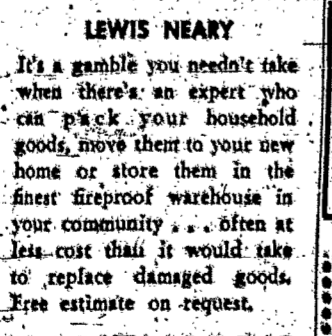 LEWIS NEARY
It's a gamble you needn't take
when there's an expert who
can pack your household
goods, move them to your new
home or store them in the
finest fireproof warehouse in
your community . . . often at
less cost than it would take
to replace damaged goods.
Free estimate on request.